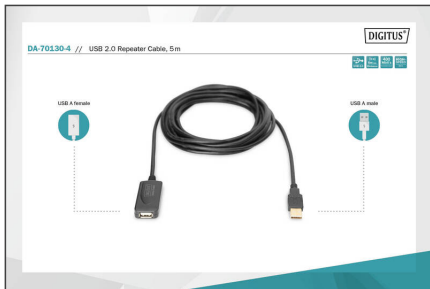 DIGITUS®
DA-70130-4 // USB 2.0 Repeater Cable, 5 m
USB A female
USB A male